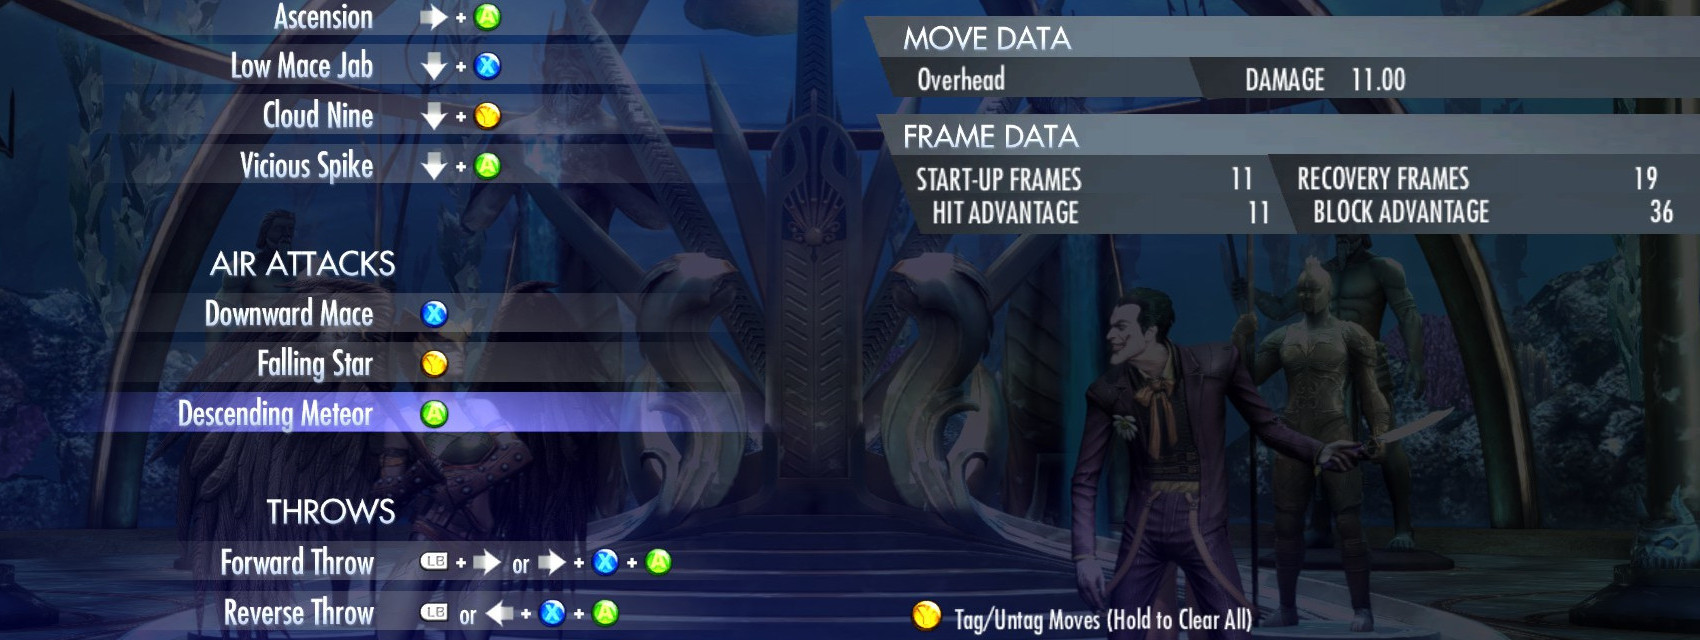 Ascension + A
Low Mace Jab + X
Cloud Nine + Y
Vicious Spike + A
AIR ATTACKS
Downward Mace X
Falling Star Y
Descending Meteor A
THROWS
Forward Throw LB + or + X + A
Reverse Throw LB or + X + A
MOVE DATA
Overhead DAMAGE 11.00
FRAME DATA
START-UP FRAMES 11 RECOVERY FRAMES 19
HIT ADVANTAGE 11 BLOCK ADVANTAGE 36
Y Tag/Untag Moves (Hold to Clear All)